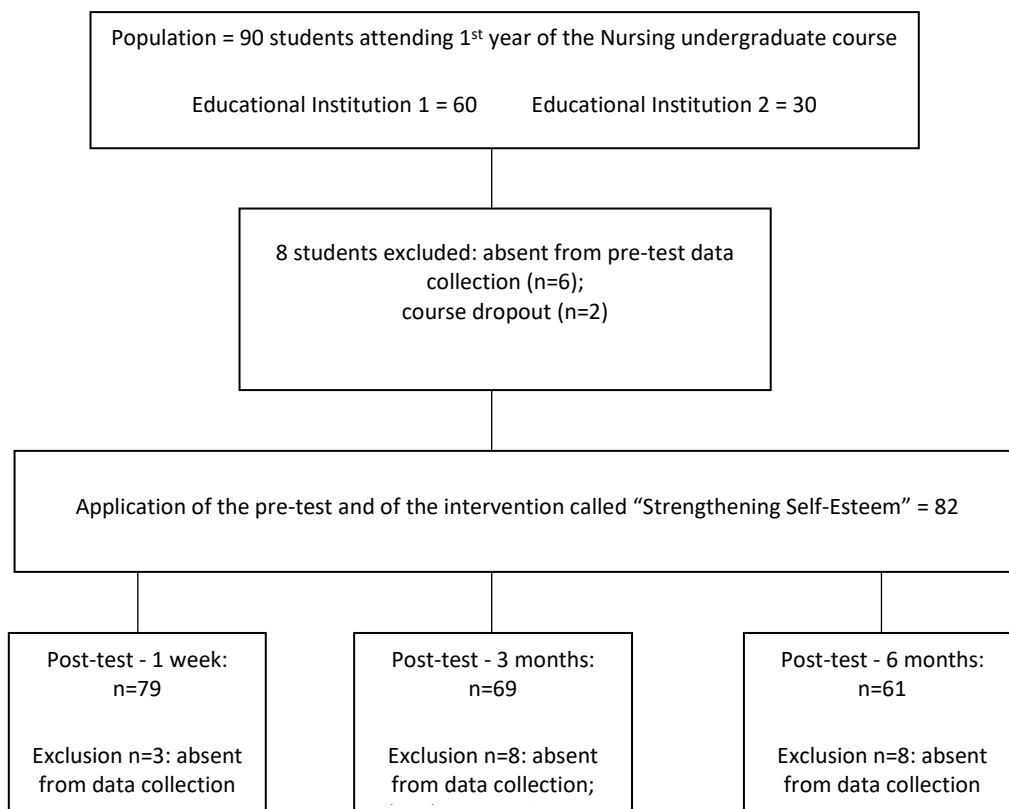 Population = 90 students attending 1st year of the Nursing undergraduate course
Educational Institution 1 = 60 Educational Institution 2 = 30
8 students excluded: absent from pre-test data
collection (n=6);
course dropout (n=2)
Application of the pre-test and of the intervention called “Strengthening Self-Esteem” = 82
Post-test - 1 week:
n=79
Exclusion n=3: absent
from data collection
Post-test - 3 months:
n=69
Exclusion n=8: absent
from data collection;
Post-test - 6 months:
n=61
Exclusion n=8: absent
from data collection